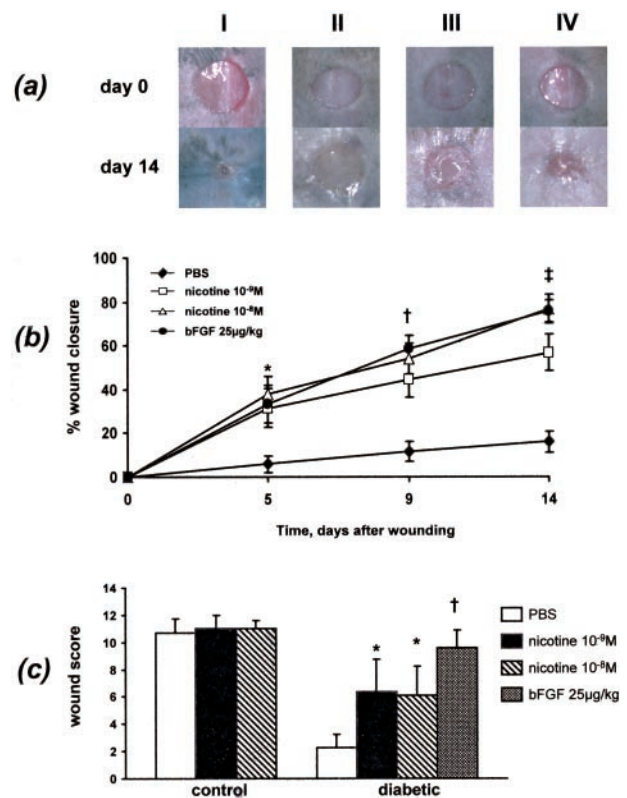 I II III IV
(a)
day 0
day 14
(b)
% wound closure
100
80
60
40
20
0
PBS
nicotine 10⁻⁹M
nicotine 10⁻⁸M
bFGF 25µg/kg
*
†
‡
0 5 9 14
Time, days after wounding
(c)
wound score
14
12
10
8
6
4
2
0
* * †
control diabetic
PBS
nicotine 10⁻⁹M
nicotine 10⁻⁸M
bFGF 25µg/kg